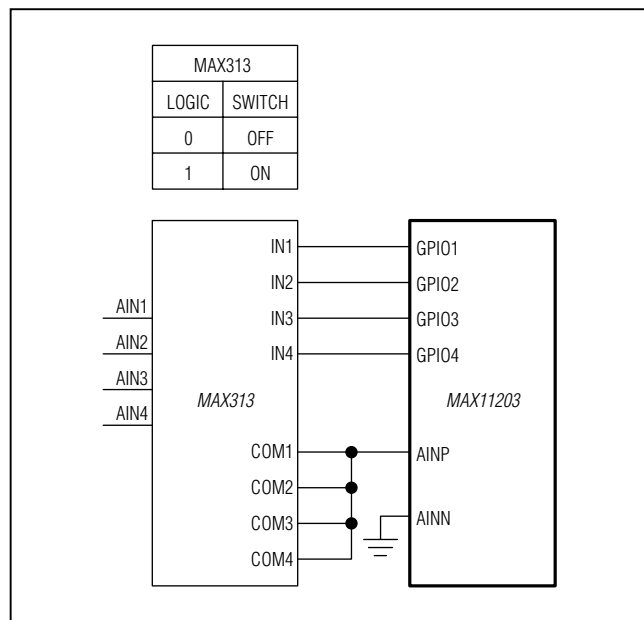 MAX313
LOGIC SWITCH
0 OFF
1 ON
IN1 GPIO1
IN2 GPIO2
AIN1 IN3 GPIO3
AIN2 IN4 GPIO4
AIN3
AIN4 MAX313 MAX11203
COM1 AINP
COM2
COM3 AINN
COM4